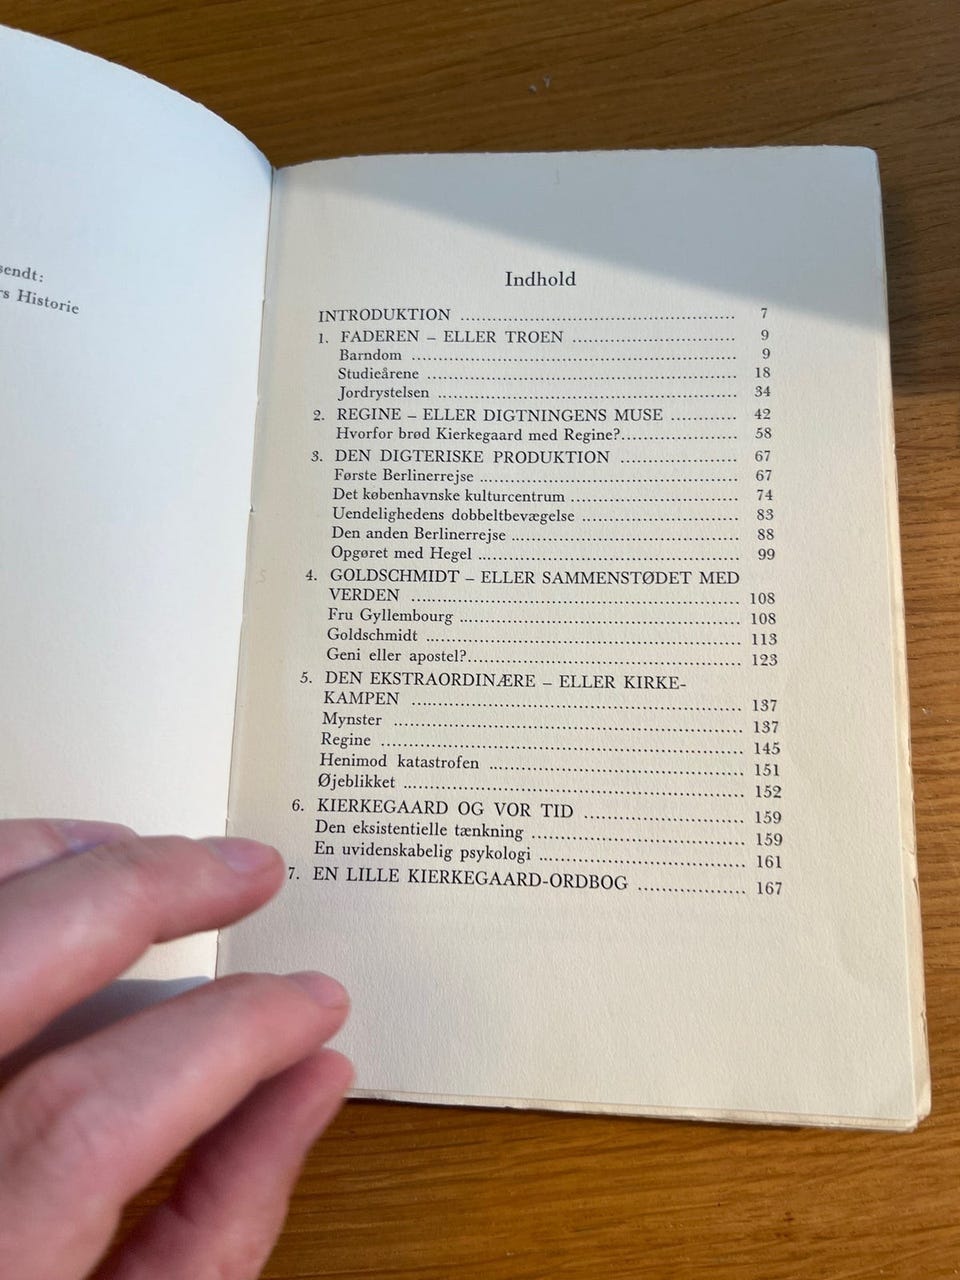 sendt:
rs Historie
Indhold
INTRODUKTION ........ 7
1. FADEREN – ELLER TROEN ........ 9
Barndom ........ 9
Studieårene ........ 18
Jordrystelsen ........ 34
2. REGINE – ELLER DIGTNINGENS MUSE ........ 42
Hvorfor brød Kierkegaard med Regine? ........ 58
3. DEN DIGTERISKE PRODUKTION ........ 67
Første Berlinerrejse ........ 67
Det københavnske kulturcentrum ........ 74
Uendelighedens dobbeltbevægelse ........ 83
Den anden Berlinerrejse ........ 88
Opgøret med Hegel ........ 99
4. GOLDSCHMIDT – ELLER SAMMENSTØDET MED
VERDEN ........ 108
Fru Gyllembourg ........ 108
Goldschmidt ........ 113
Geni eller apostel? ........ 123
5. DEN EKSTRAORDINÆRE – ELLER KIRKE-
KAMPEN ........ 137
Mynster ........ 137
Regine ........ 145
Henimod katastrofen ........ 151
Øjeblikket ........ 152
6. KIERKEGAARD OG VOR TID ........ 159
Den eksistentielle tænkning ........ 159
En uvidenskabelig psykologi ........ 161
7. EN LILLE KIERKEGAARD-ORDBOG ........ 167